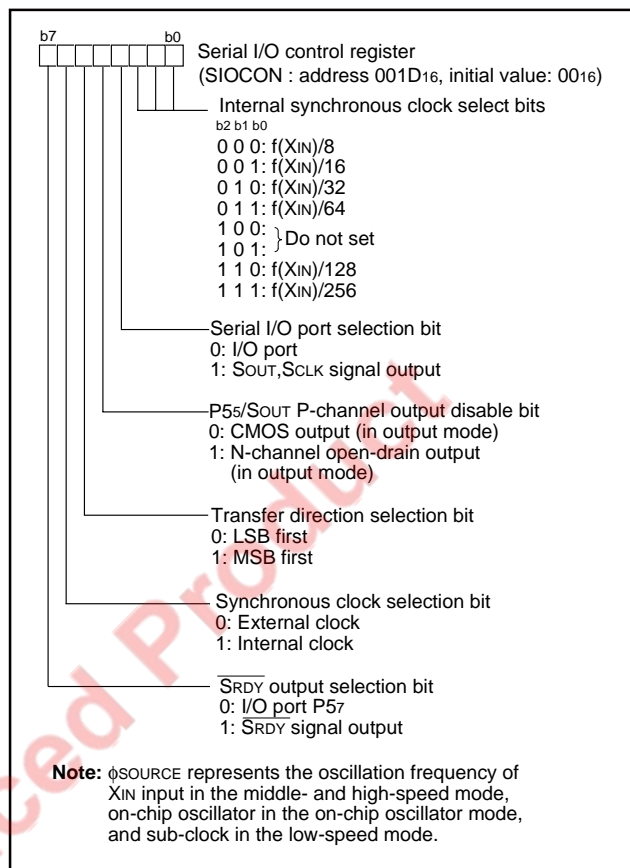 b7 b0
Serial I/O control register
(SIOCON : address 001D16, initial value: 0016)
Internal synchronous clock select bits
b2 b1 b0
0 0 0: f(XIN)/8
0 0 1: f(XIN)/16
0 1 0: f(XIN)/32
0 1 1: f(XIN)/64
1 0 0:
1 0 1:
Do not set
1 1 0: f(XIN)/128
1 1 1: f(XIN)/256
Serial I/O port selection bit
0: I/O port
1: SOUT,SCLK signal output
P55/SOUT P-channel output disable bit
0: CMOS output (in output mode)
1: N-channel open-drain output
(in output mode)
Transfer direction selection bit
0: LSB first
1: MSB first
Synchronous clock selection bit
0: External clock
1: Internal clock
SRDY output selection bit
0: I/O port P57
1: SRDY signal output
Note: φSOURCE represents the oscillation frequency of
XIN input in the middle- and high-speed mode,
on-chip oscillator in the on-chip oscillator mode,
and sub-clock in the low-speed mode.
ced Product